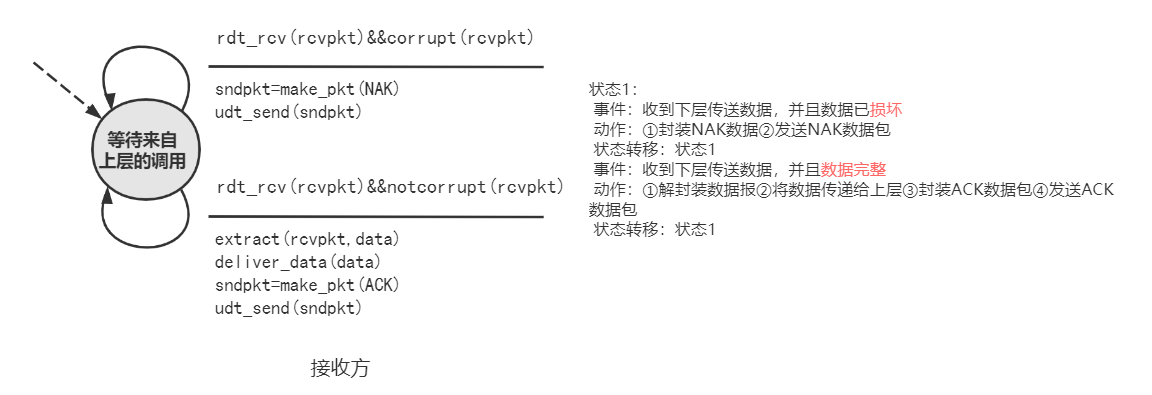 rdt_rcv(rcvpkt)&&corrupt(rcvpkt)
sndpkt=make_pkt(NAK)
udt_send(sndpkt)
等待来自
上层的调用
rdt_rcv(rcvpkt)&&notcorrupt(rcvpkt)
extract(rcvpkt,data)
deliver_data(data)
sndpkt=make_pkt(ACK)
udt_send(sndpkt)
接收方
状态1:
事件：收到下层传送数据，并且数据已损坏
动作：①封装NAK数据②发送NAK数据包
状态转移：状态1
事件：收到下层传送数据，并且数据完整
动作：①解封装数据报②将数据传递给上层③封装ACK数据包④发送ACK
数据包
状态转移：状态1